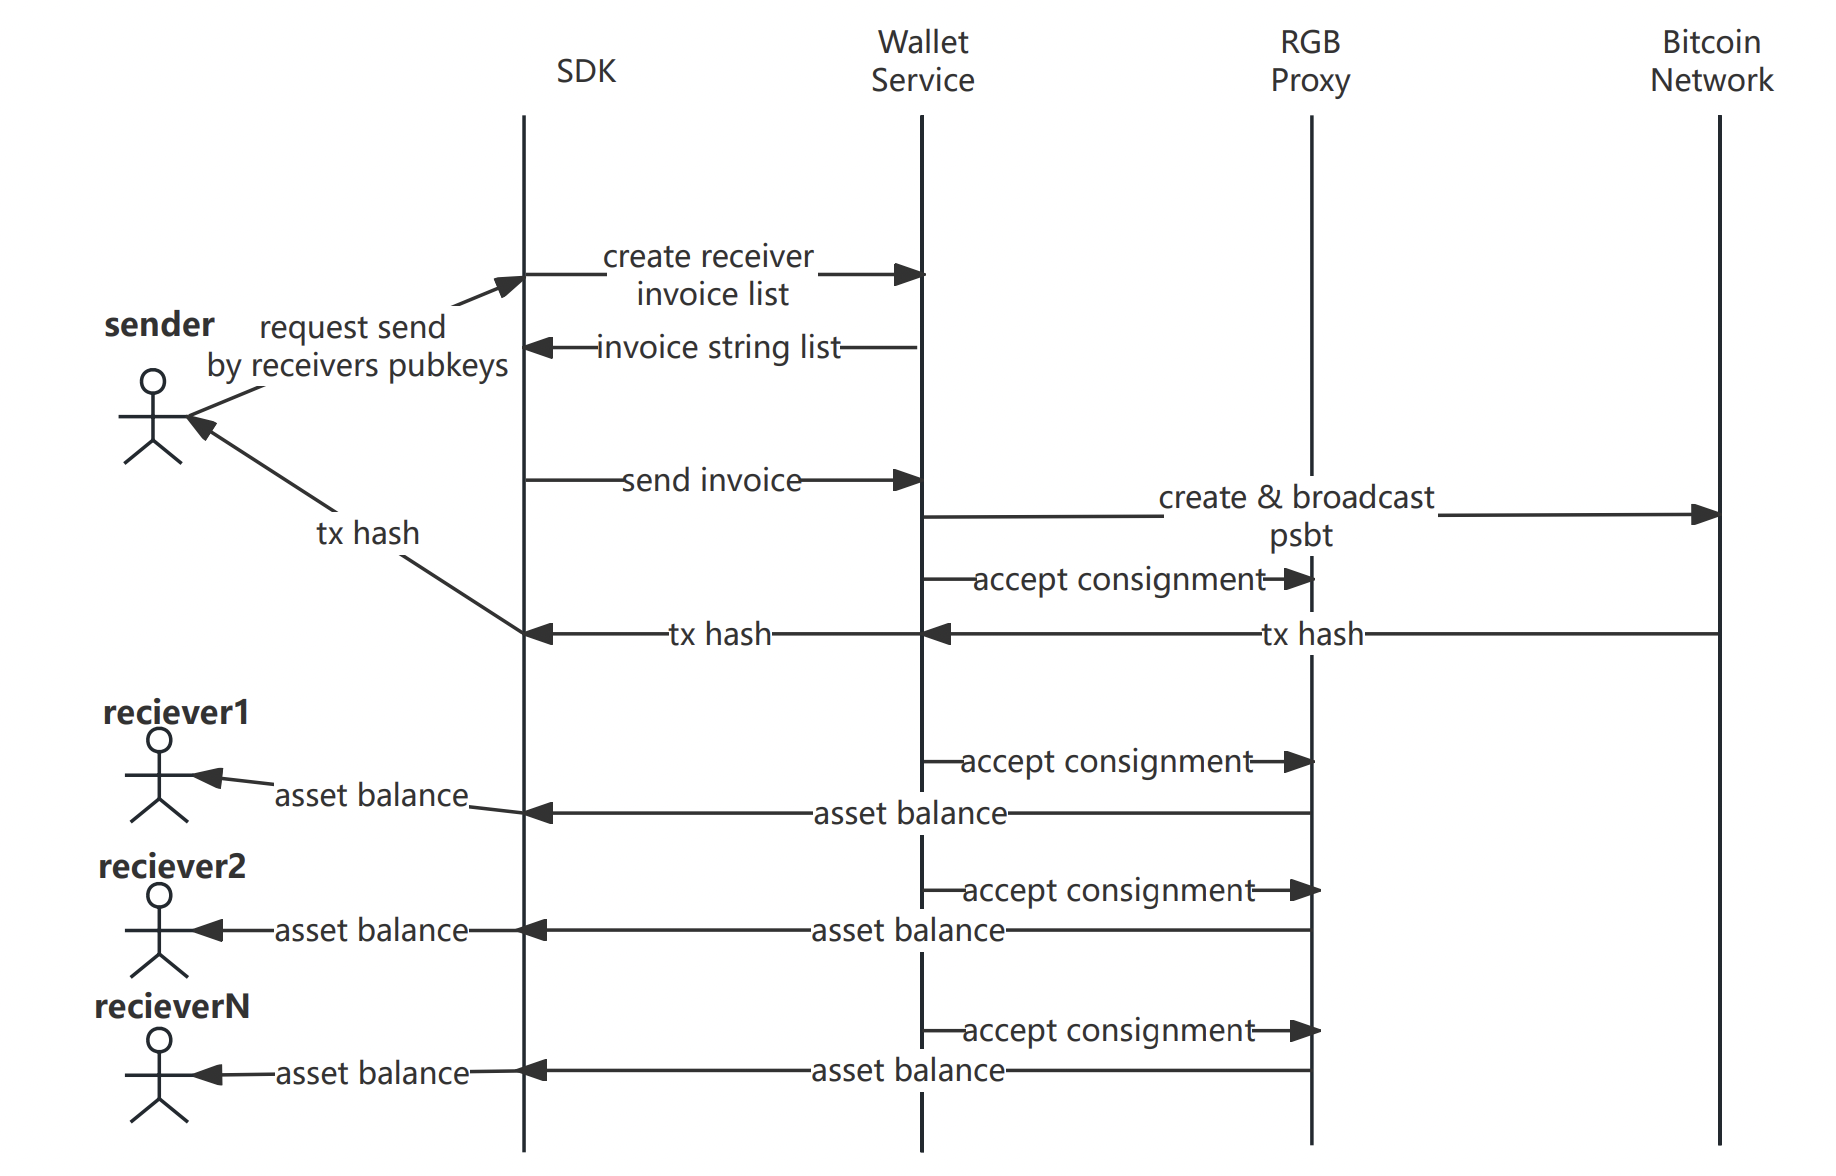 SDK
Wallet
Service
RGB
Proxy
Bitcoin
Network
create receiver
invoice list
sender
request send
by receivers pubkeys
invoice string list
send invoice
create & broadcast
psbt
tx hash
accept consignment
tx hash
tx hash
reciever1
accept consignment
asset balance
asset balance
reciever2
accept consignment
asset balance
asset balance
recieverN
accept consignment
asset balance
asset balance